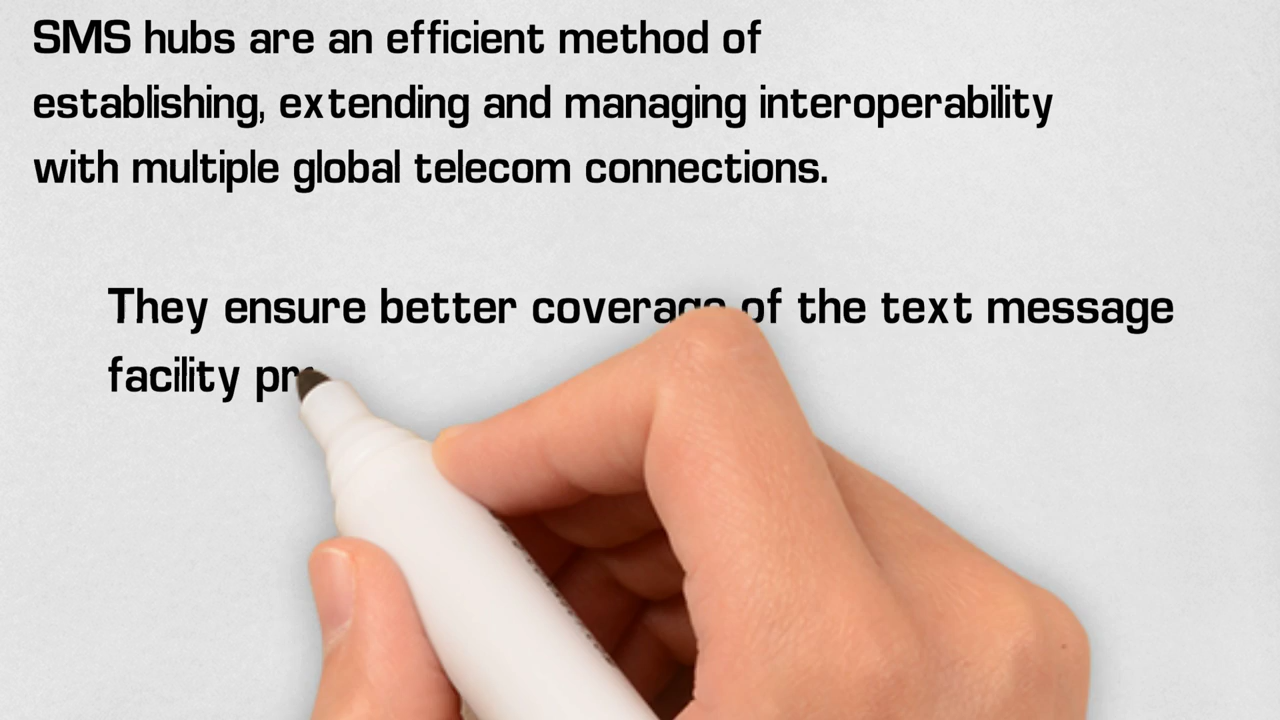 SMS hubs are an efficient method of
establishing, extending and managing interoperability
with multiple global telecom connections.
They ensure better coverage of the text message
facility